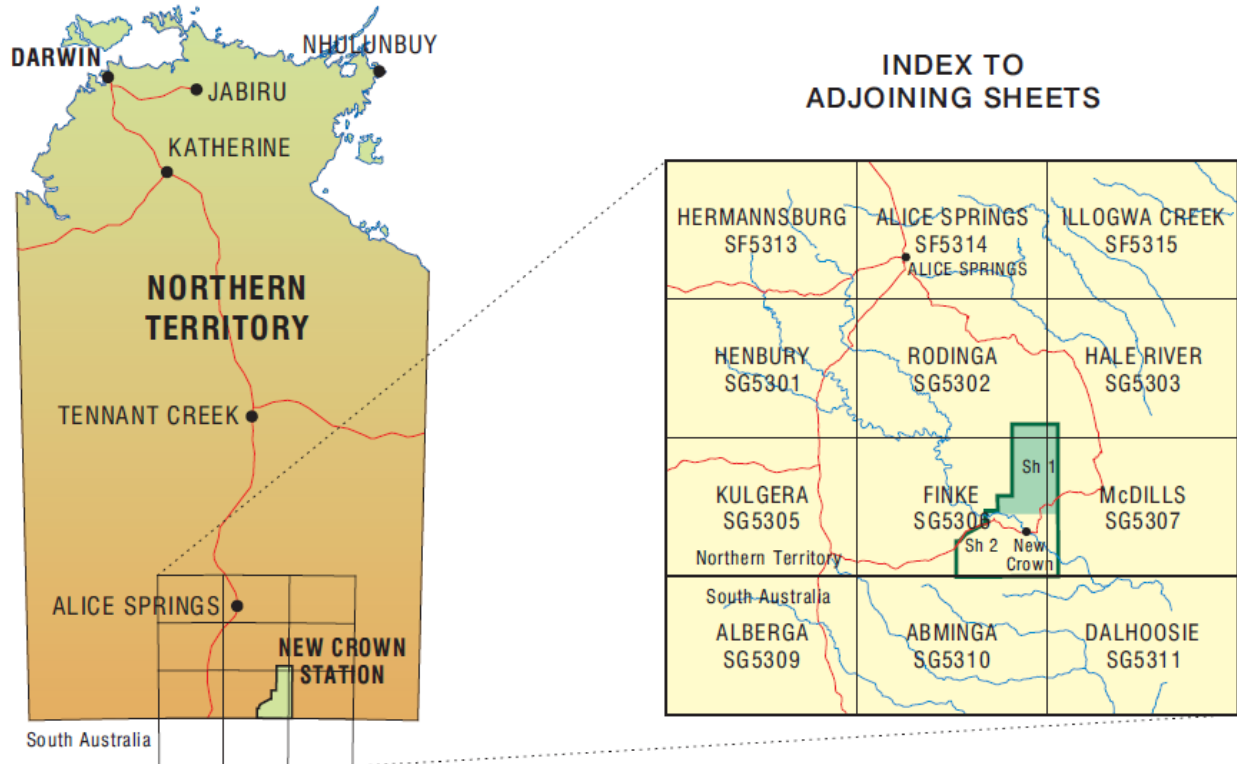 DARWIN
NHULUNBUY
JABIRU
KATHERINE
NORTHERN
TERRITORY
TENNANT CREEK
ALICE SPRINGS
NEW CROWN
STATION
South Australia
INDEX TO
ADJOINING SHEETS
HERMANNSBURG
SF5313
ALICE SPRINGS
SF5314
ALICE SPRINGS
ILLOGWA CREEK
SF5315
HENBURY
SG5301
RODINGA
SG5302
HALE RIVER
SG5303
KULGERA
SG5305
Northern Territory
FINKE
SG5306
Sh 1
Sh 2
New
Crown
McDILLS
SG5307
South Australia
ALBERGA
SG5309
ABMINGA
SG5310
DALHOOSIE
SG5311